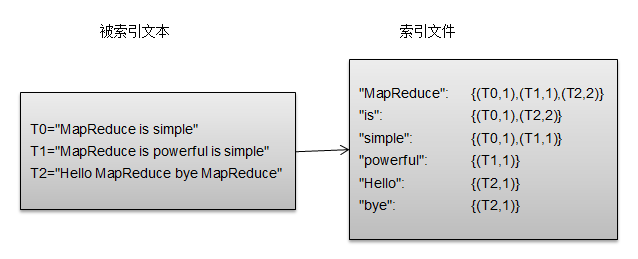 被索引文本
索引文件
T0="MapReduce is simple"
T1="MapReduce is powerful is simple"
T2="Hello MapReduce bye MapReduce"
"MapReduce": {(T0,1),(T1,1),(T2,2)}
"is": {(T0,1),(T2,2)}
"simple": {(T0,1),(T1,1)}
"powerful": {(T1,1)}
"Hello": {(T2,1)}
"bye": {(T2,1)}